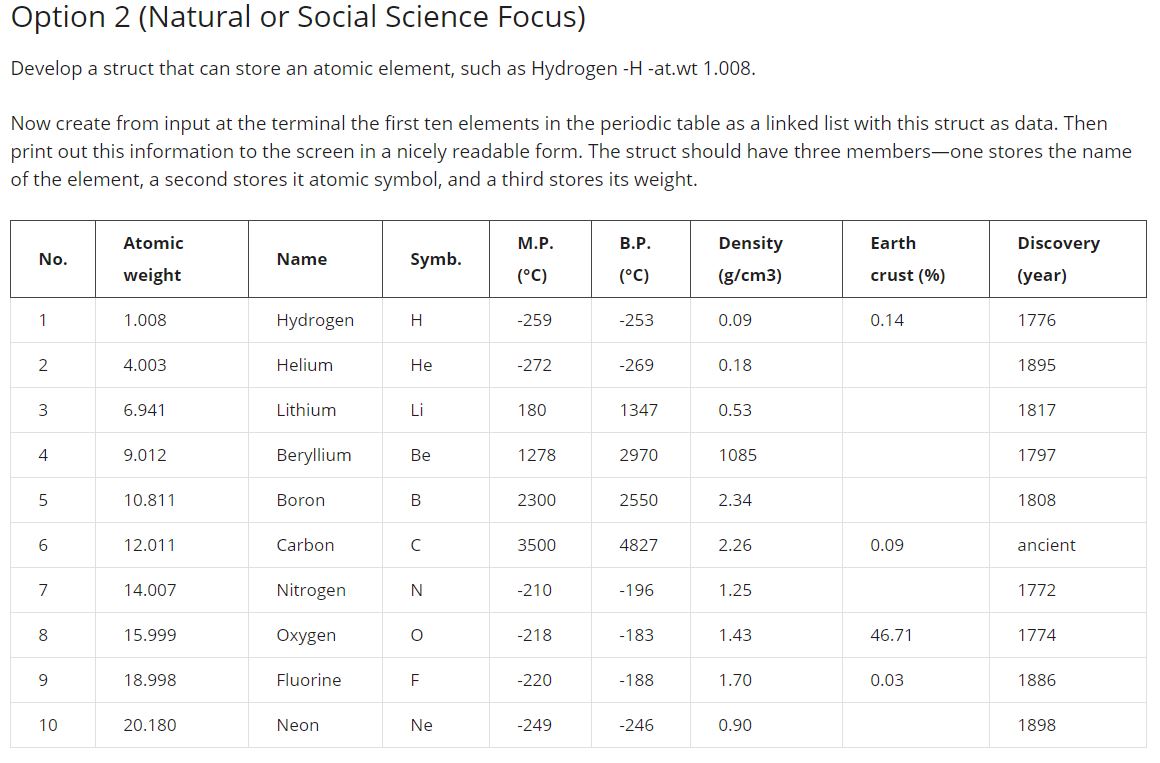 Option 2 (Natural or Social Science Focus)
Develop a struct that can store an atomic element, such as Hydrogen -H -at.wt 1.008.
Now create from input at the terminal the first ten elements in the periodic table as a linked list with this struct as data. Then
print out this information to the screen in a nicely readable form. The struct should have three members—one stores the name
of the element, a second stores it atomic symbol, and a third stores its weight.
No. Atomic weight Name Symb. M.P. (°C) B.P. (°C) Density (g/cm3) Earth crust (%) Discovery (year)
1 1.008 Hydrogen H -259 -253 0.09 0.14 1776
2 4.003 Helium He -272 -269 0.18 1895
3 6.941 Lithium Li 180 1347 0.53 1817
4 9.012 Beryllium Be 1278 2970 1085 1797
5 10.811 Boron B 2300 2550 2.34 1808
6 12.011 Carbon C 3500 4827 2.26 0.09 ancient
7 14.007 Nitrogen N -210 -196 1.25 1772
8 15.999 Oxygen O -218 -183 1.43 46.71 1774
9 18.998 Fluorine F -220 -188 1.70 0.03 1886
10 20.180 Neon Ne -249 -246 0.90 1898